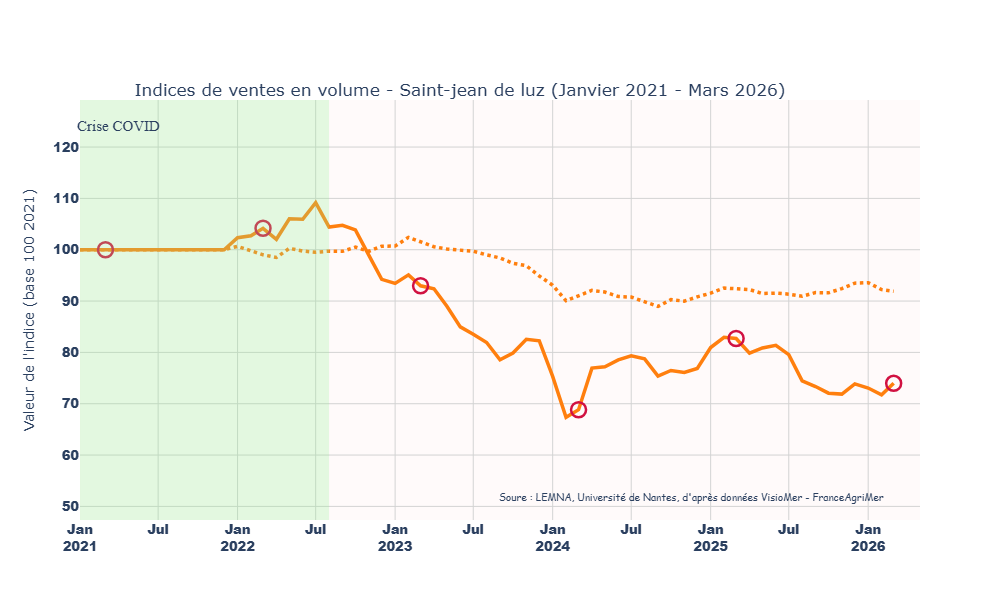 Indices de ventes en volume - Saint-jean de luz (Janvier 2021 - Mars 2026)
Crise COVID
Valeur de l'indice (base 100 2021)
120
110
100
90
80
70
60
50
Soure : LEMNA, Université de Nantes, d'après données VisioMer - FranceAgriMer
Jan Jul Jan Jul Jan Jul Jan Jul Jan Jul Jan
2021 2022 2023 2024 2025 2026